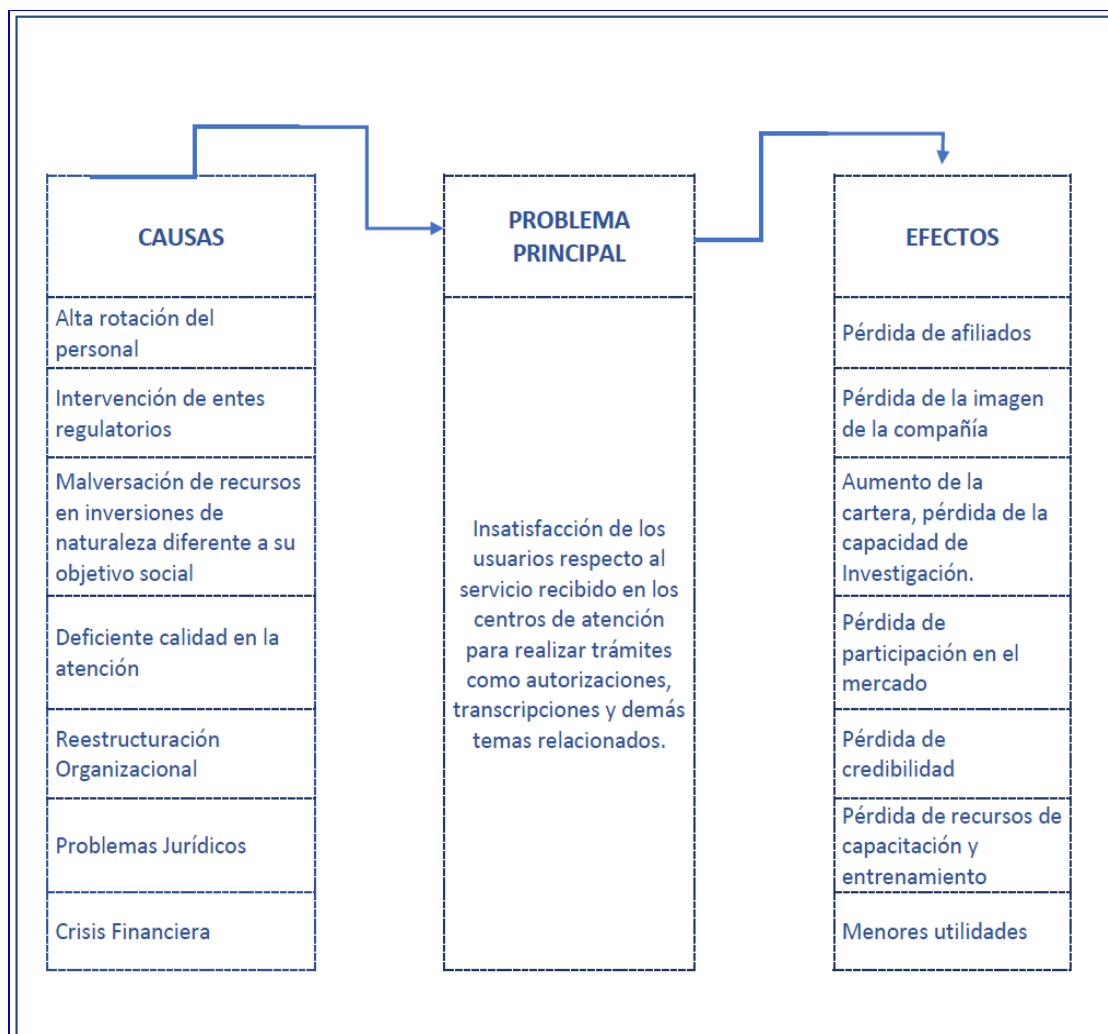 CAUSAS
Alta rotación del
personal
Intervención de entes
regulatorios
Malversación de recursos
en inversiones de
naturaleza diferente a su
objetivo social
Deficiente calidad en la
atención
Reestructuración
Organizacional
Problemas Jurídicos
Crisis Financiera
PROBLEMA
PRINCIPAL
Insatisfacción de los
usuarios respecto al
servicio recibido en los
centros de atención
para realizar trámites
como autorizaciones,
transcripciones y demás
temas relacionados.
EFECTOS
Pérdida de afiliados
Pérdida de la imagen
de la compañía
Aumento de la
cartera, pérdida de la
capacidad de
Investigación.
Pérdida de
participación en el
mercado
Pérdida de
credibilidad
Pérdida de recursos de
capacitación y
entrenamiento
Menores utilidades